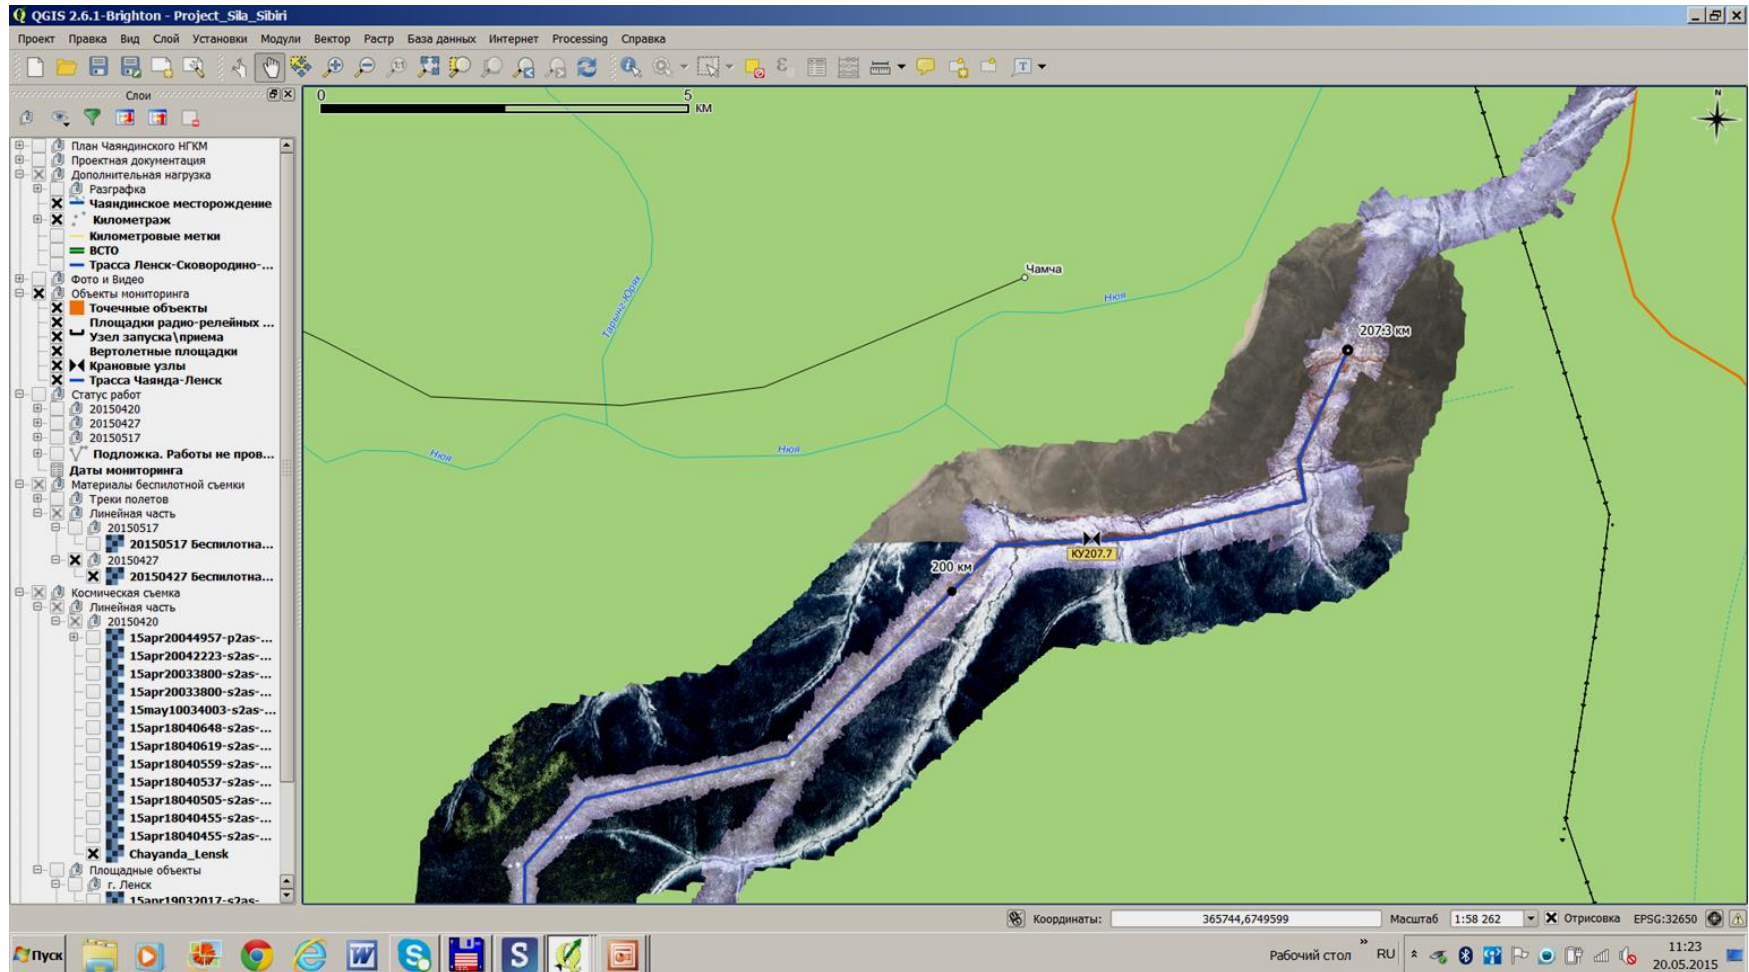 QGIS 2.6.1-Brighton - Project_Sila_Sibiri
Проект Правка Вид Слой Установки Модули Вектор Растр База данных Интернет Processing Справка
Слои
План Чаяндинского НГКМ
Проектная документация
Дополнительная нагрузка
Разграфка
Чаяндинское месторождение
Километраж
Километровые метки
ВСТО
Трасса Ленск-Сковородино-...
Фото и Видео
Объекты мониторинга
Точечные объекты
Площадки радио-релейных ...
Узел запуска\приема
Вертолетные площадки
Крановые узлы
Трасса Чаянда-Ленск
Статус работ
20150420
20150427
20150517
Подложка. Работы не пров...
Даты мониторинга
Материалы беспилотной съемки
Треки полетов
Линейная часть
20150517
20150517 Беспилотна...
20150427
20150427 Беспилотна...
Космическая съемка
Линейная часть
20150420
15apr20044957-p2as-...
15apr20042223-s2as-...
15apr20033800-s2as-...
15apr20033800-s2as-...
15may10034003-s2as-...
15apr18040648-s2as-...
15apr18040619-s2as-...
15apr18040559-s2as-...
15apr18040537-s2as-...
15apr18040505-s2as-...
15apr18040455-s2as-...
15apr18040455-s2as-...
Chayanda_Lensk
Площадные объекты
г. Ленск
15apr19032017-s2as-
0 5
КМ
N
Чамча
Нюя
Тарынг-Юрях
207.3 км
Нюя
Нюя
КУ207.7
200 км
Координаты: 365744,6749599 Масштаб 1:58 262 Отрисовка EPSG:32650
Пуск
Рабочий стол » RU 11:23
20.05.2015